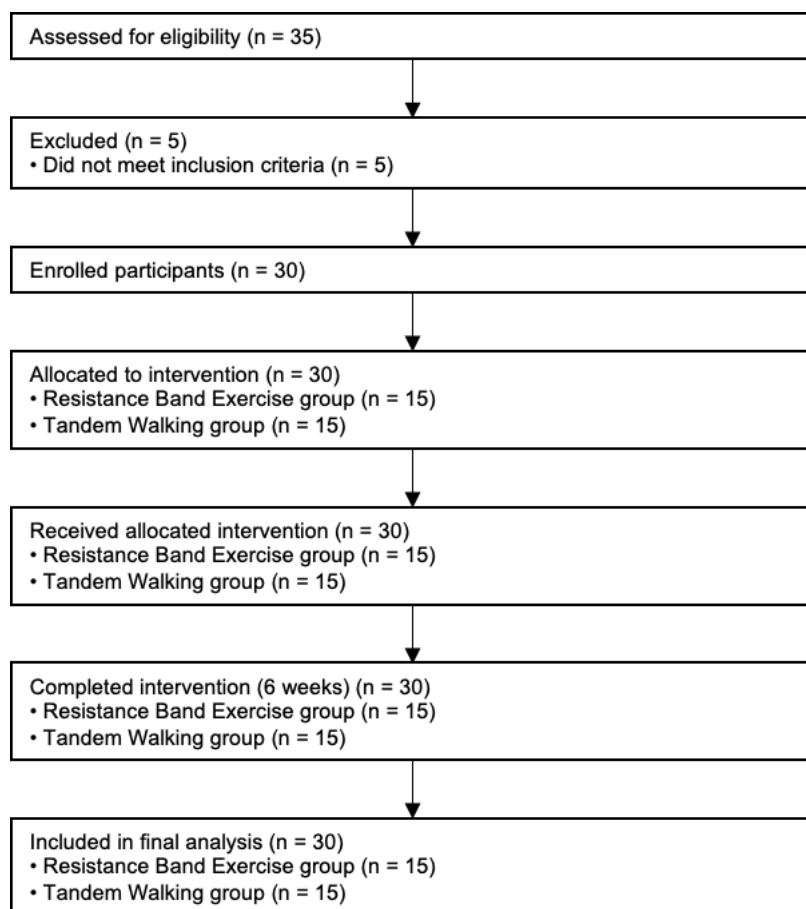 Assessed for eligibility (n = 35)
Excluded (n = 5)
• Did not meet inclusion criteria (n = 5)
Enrolled participants (n = 30)
Allocated to intervention (n = 30)
• Resistance Band Exercise group (n = 15)
• Tandem Walking group (n = 15)
Received allocated intervention (n = 30)
• Resistance Band Exercise group (n = 15)
• Tandem Walking group (n = 15)
Completed intervention (6 weeks) (n = 30)
• Resistance Band Exercise group (n = 15)
• Tandem Walking group (n = 15)
Included in final analysis (n = 30)
• Resistance Band Exercise group (n = 15)
• Tandem Walking group (n = 15)